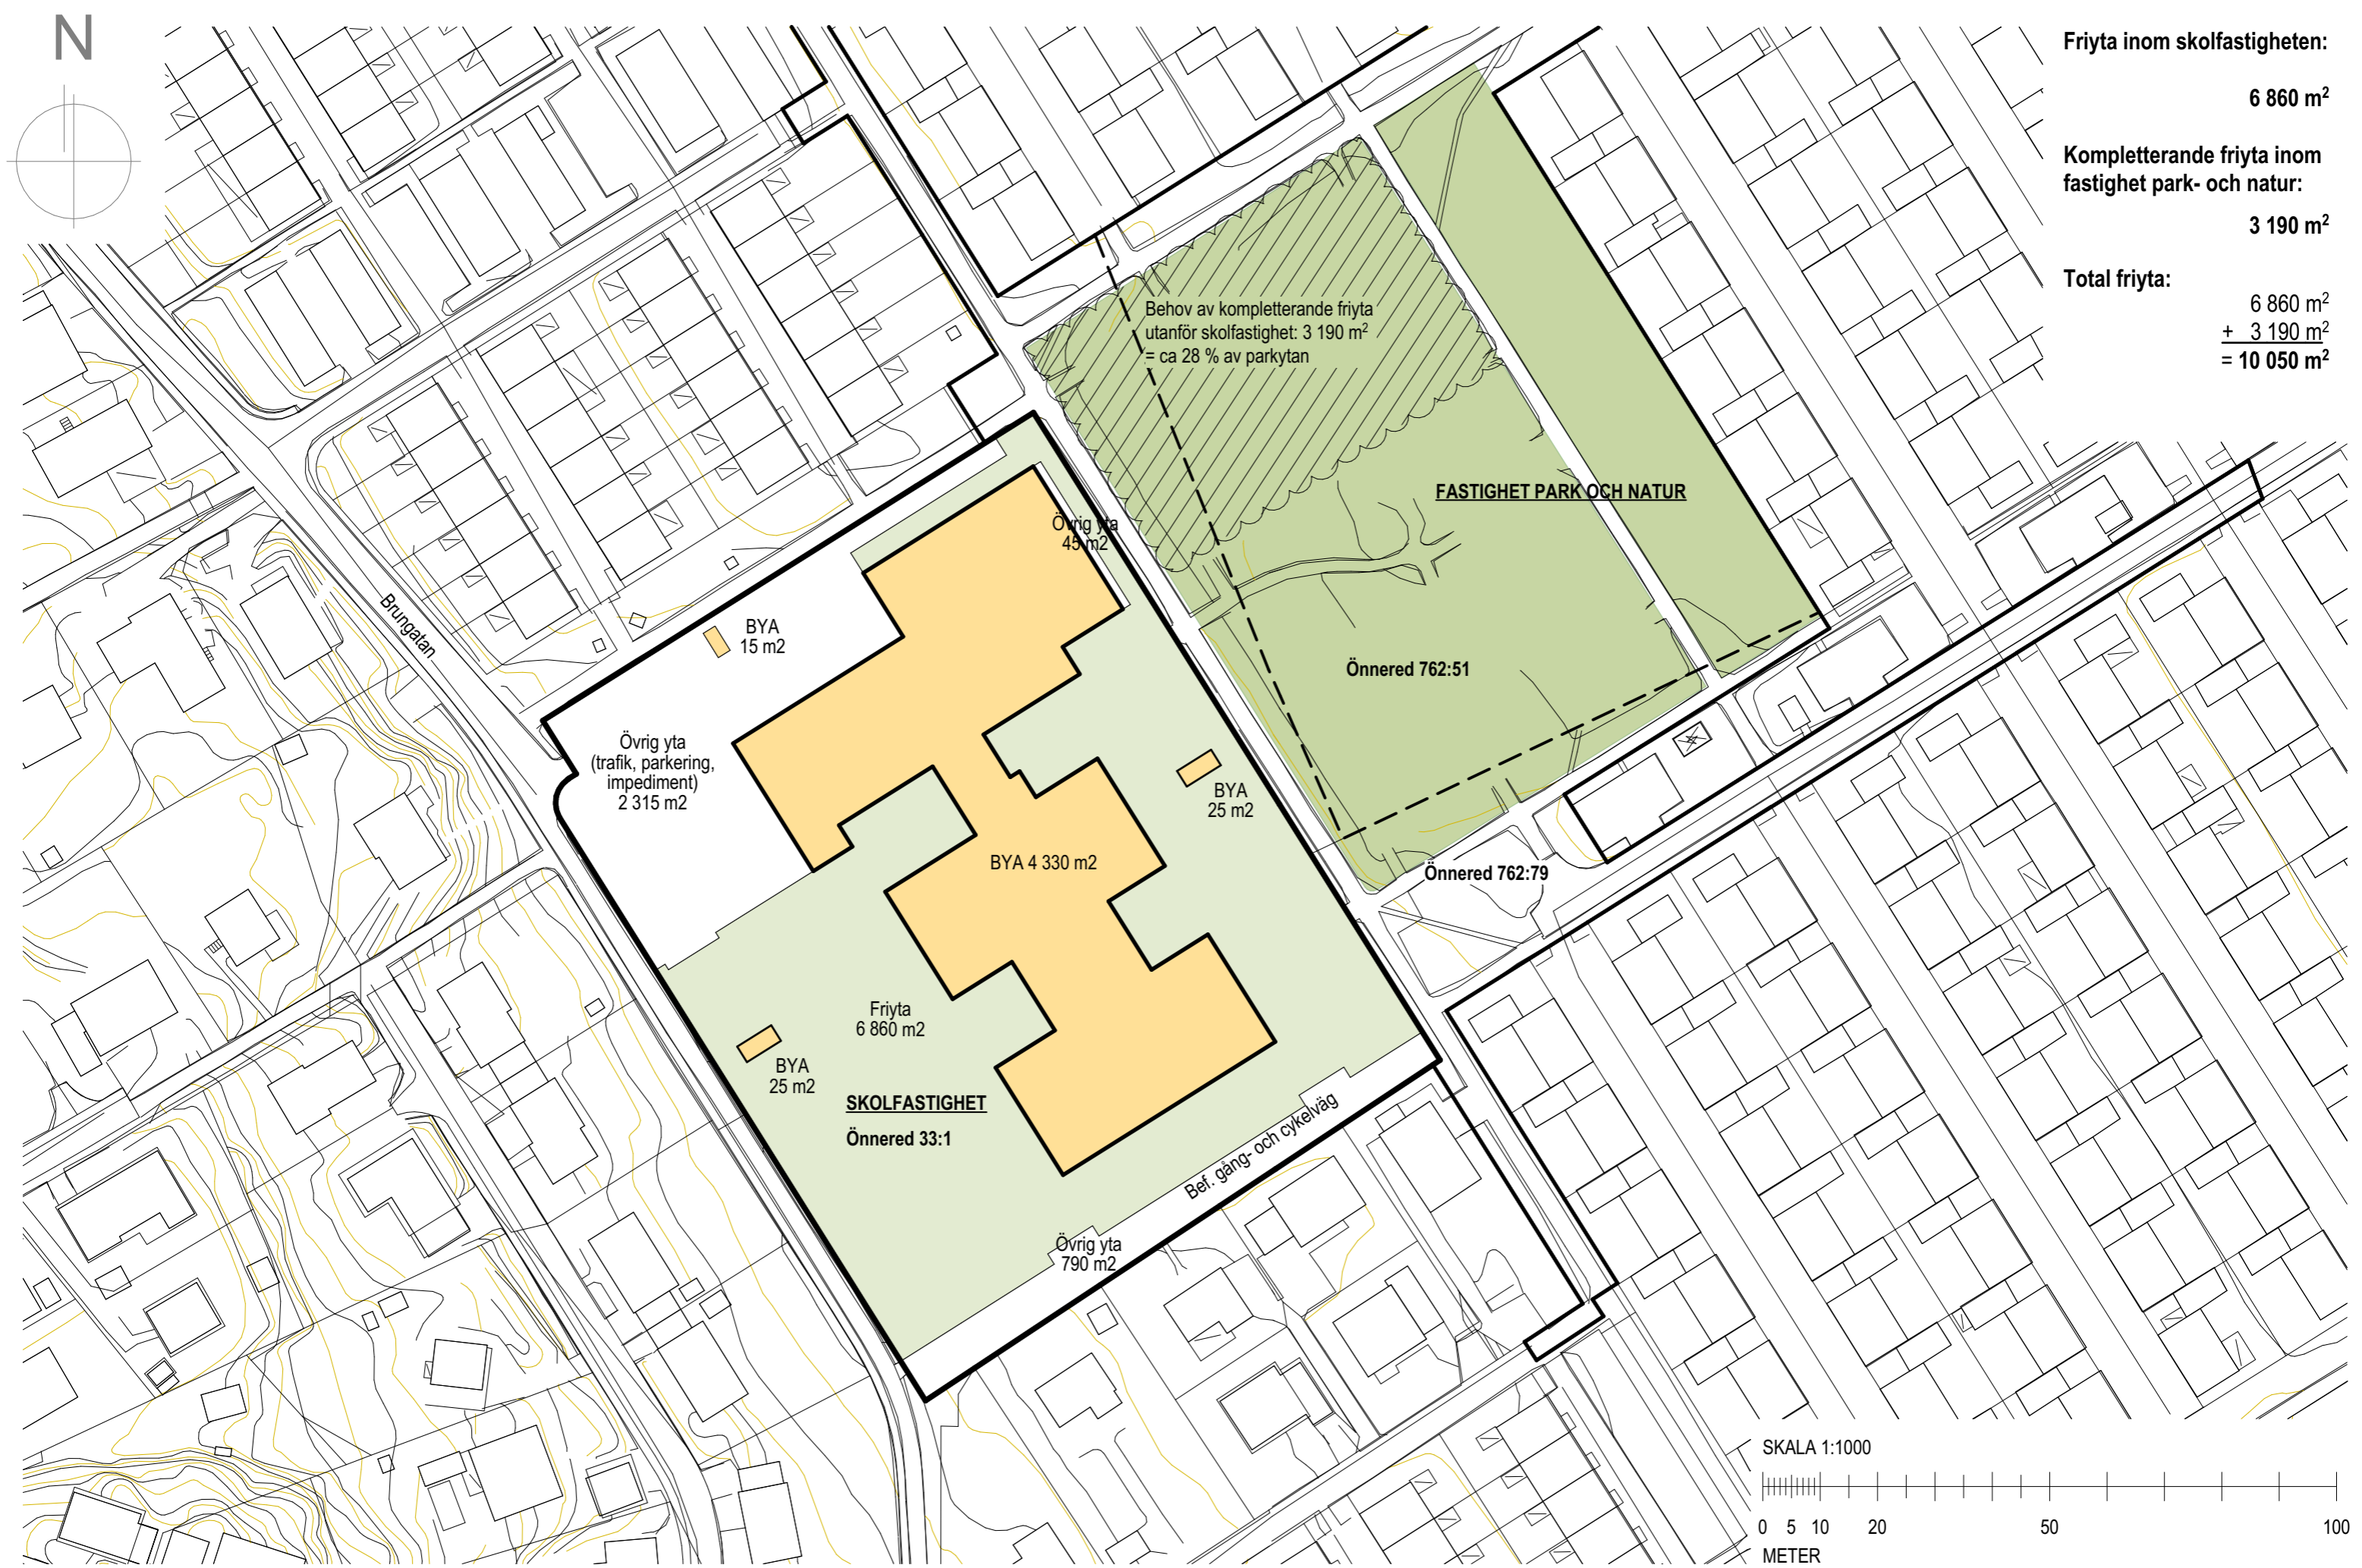 N
Friyta inom skolfastigheten:
6 860 m²
Kompletterande friyta inom
fastighet park- och natur:
3 190 m²
Total friyta:
6 860 m²
+ 3 190 m²
= 10 050 m²
Behov av kompletterande friyta
utanför skolfastighet: 3 190 m²
= ca 28 % av parkytan
FASTIGHET PARK OCH NATUR
Övrig yta
45 m2
Brungatan
BYA
15 m2
Önnered 762:51
Övrig yta
(trafik, parkering,
impediment)
2 315 m2
BYA
25 m2
BYA 4 330 m2
Önnered 762:79
Friyta
6 860 m2
BYA
25 m2
SKOLFASTIGHET
Önnered 33:1
Bef. gång- och cykelväg
Övrig yta
790 m2
SKALA 1:1000
0 5 10 20 50 100
METER